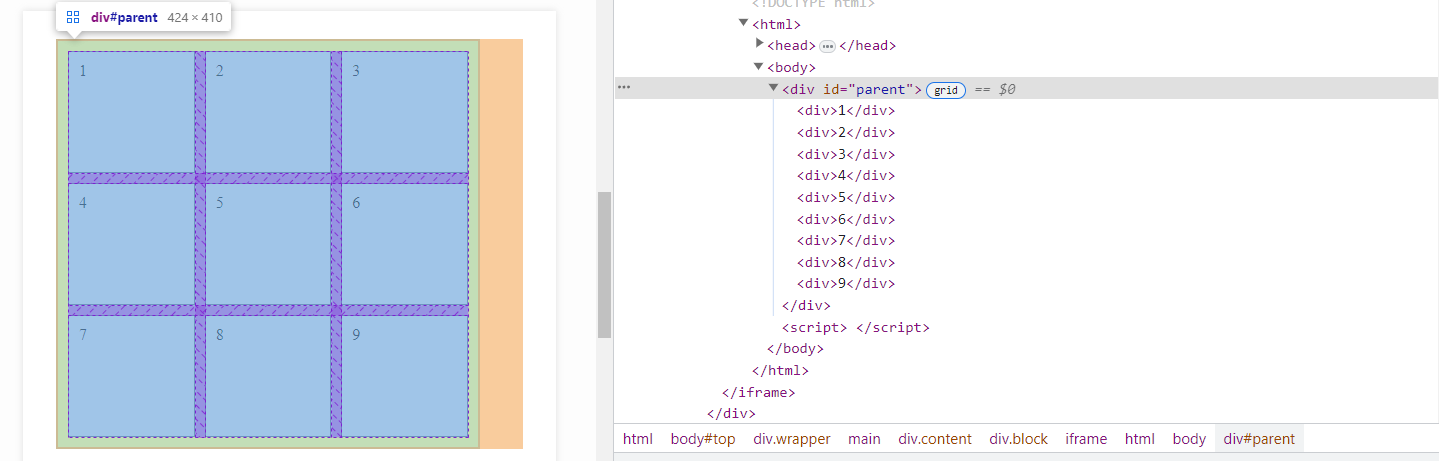 div#parent 424 × 410
1 2 3
4 5 6
7 8 9
<!DOCTYPE html>
<html>
<head> ••• </head>
<body>
••• <div id="parent"> grid == $0
<div>1</div>
<div>2</div>
<div>3</div>
<div>4</div>
<div>5</div>
<div>6</div>
<div>7</div>
<div>8</div>
<div>9</div>
</div>
<script> </script>
</body>
</html>
</iframe>
</div>
html body#top div.wrapper main div.content div.block iframe html body div#parent